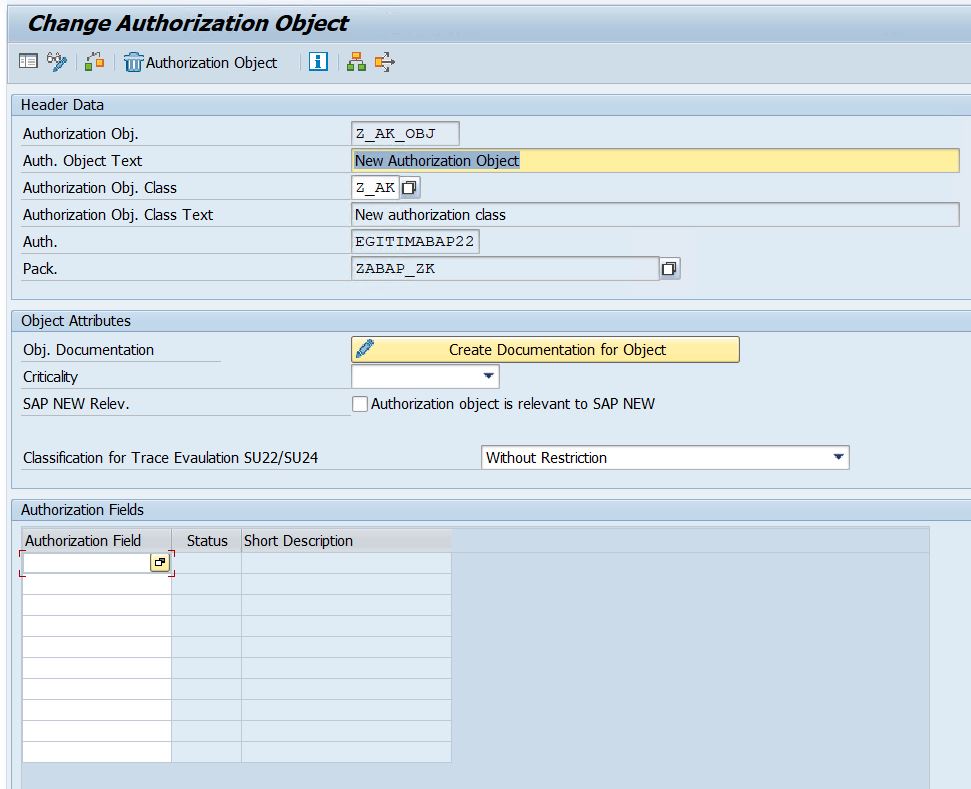 Change Authorization Object
Authorization Object
Header Data
Authorization Obj. Z_AK_OBJ
Auth. Object Text New Authorization Object
Authorization Obj. Class Z_AK
Authorization Obj. Class Text New authorization class
Auth. EGITIMABAP22
Pack. ZABAP_ZK
Object Attributes
Obj. Documentation Create Documentation for Object
Criticality
SAP NEW Relev. Authorization object is relevant to SAP NEW
Classification for Trace Evaulation SU22/SU24 Without Restriction
Authorization Fields
Authorization Field Status Short Description